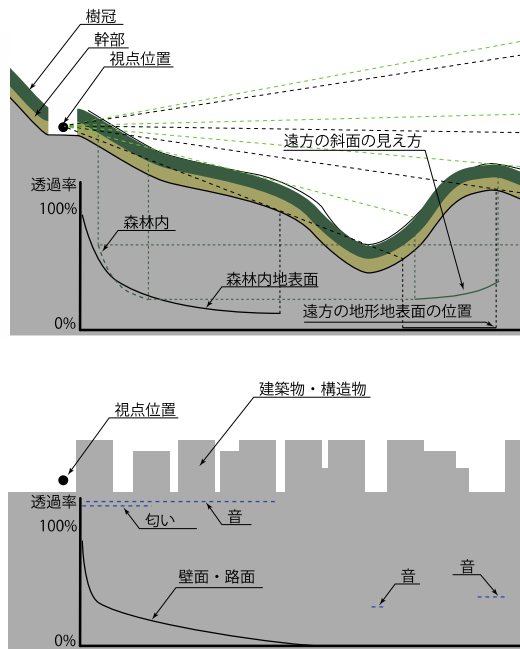 樹冠
幹部
視点位置
遠方の斜面の見え方
透過率
100%
森林内
森林内地表面
遠方の地形地表面の位置
0%
建築物・構造物
視点位置
透過率
100%
匂い
音
壁面・路面
音
音
0%